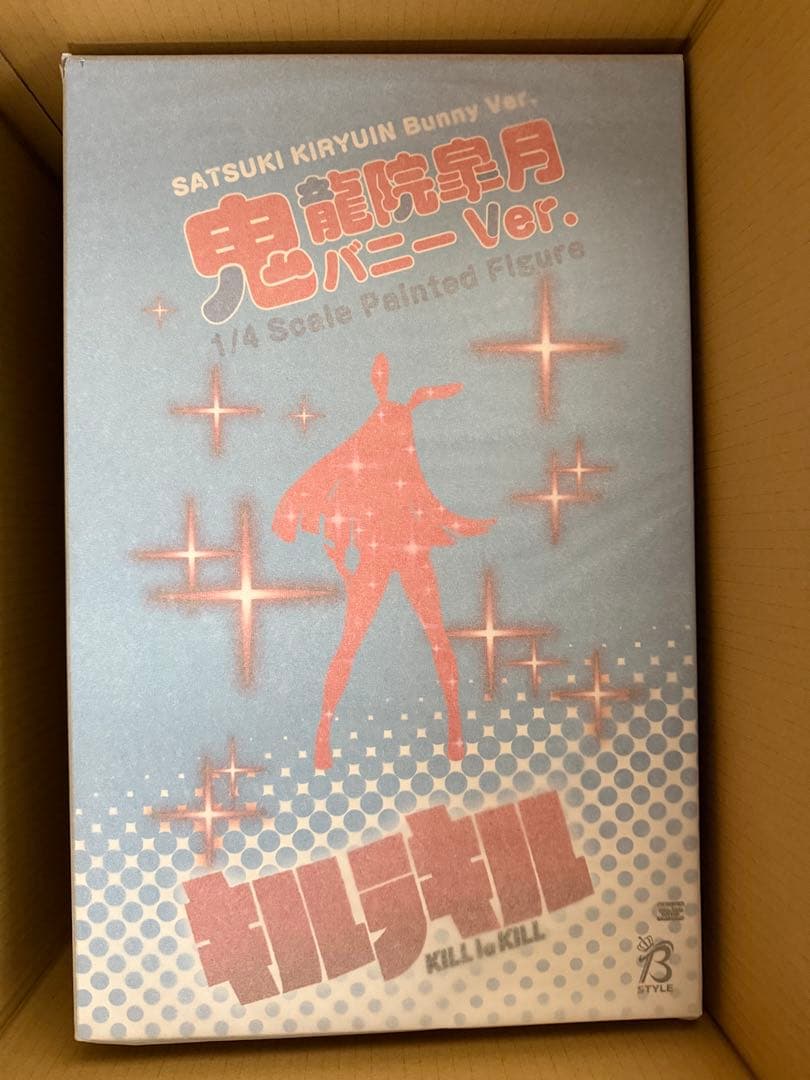 SATSUKI KIRYUIN Bunny Ver.
鬼龍院皐月
バニーVer.
1/4 Scale Painted Figure
キルラキル
KILL la KILL
B
STYLE